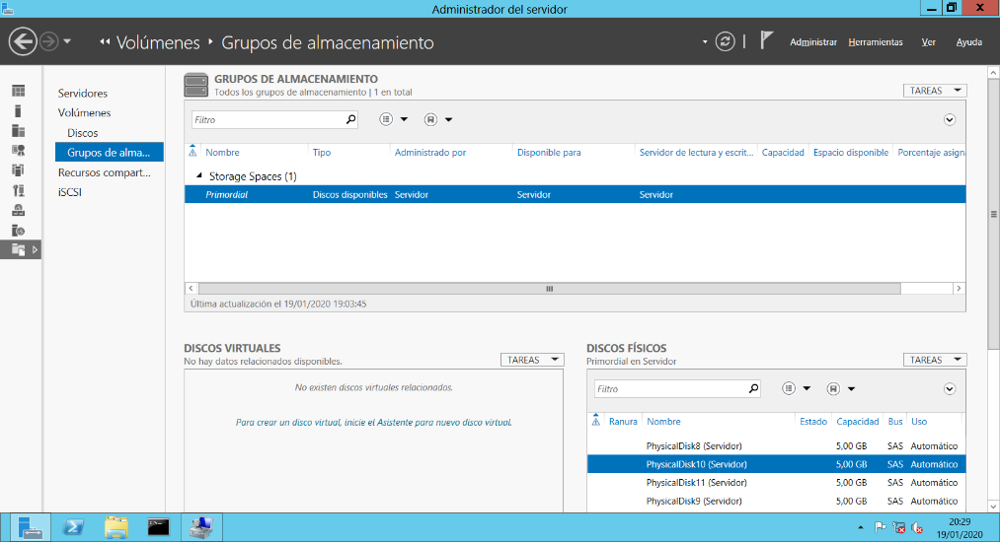 Administrador del servidor
Volúmenes Grupos de almacenamiento
Administrar Herramientas Ver Ayuda
Servidores
Volúmenes
Discos
Grupos de alma...
Recursos compart...
iSCSI
GRUPOS DE ALMACENAMIENTO
Todos los grupos de almacenamiento | 1 en total
TAREAS
Filtro
Nombre Tipo Administrado por Disponible para Servidor de lectura y escrit... Capacidad Espacio disponible Porcentaje asign
Storage Spaces (1)
Primordial Discos disponibles Servidor Servidor Servidor
Última actualización el 19/01/2020 19:03:45
DISCOS VIRTUALES
No hay datos relacionados disponibles.
TAREAS
No existen discos virtuales relacionados.
Para crear un disco virtual, inicie el Asistente para nuevo disco virtual.
DISCOS FÍSICOS
Primordial en Servidor
TAREAS
Filtro
Ranura Nombre Estado Capacidad Bus Uso
PhysicalDisk8 (Servidor) 5,00 GB SAS Automático
PhysicalDisk10 (Servidor) 5,00 GB SAS Automático
PhysicalDisk11 (Servidor) 5,00 GB SAS Automático
PhysicalDisk9 (Servidor) 5,00 GB SAS Automático
20:29
19/01/2020